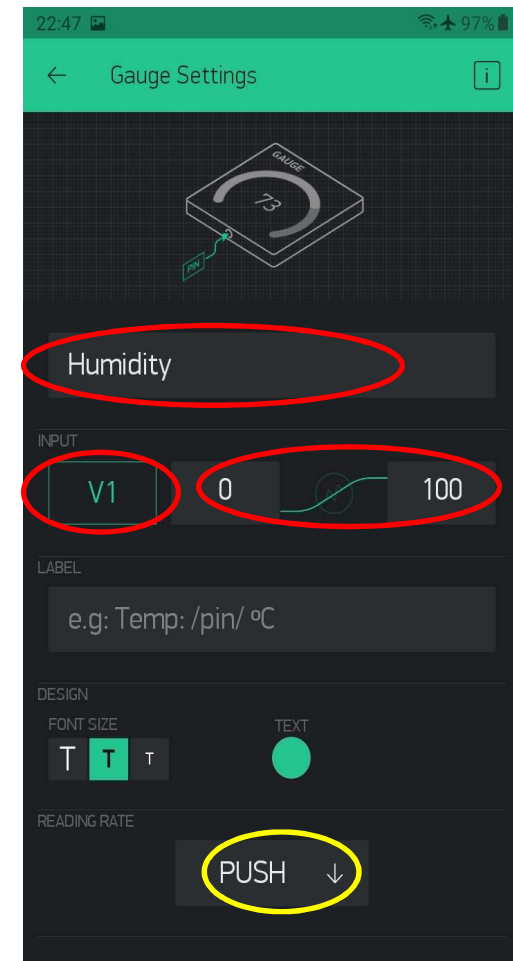 22:47 97%
Gauge Settings i
GAUGE
73
PIN
Humidity
INPUT
V1 0 100
LABEL
e.g: Temp: /pin/ ºC
DESIGN
FONT SIZE TEXT
T T T
READING RATE
PUSH ↓